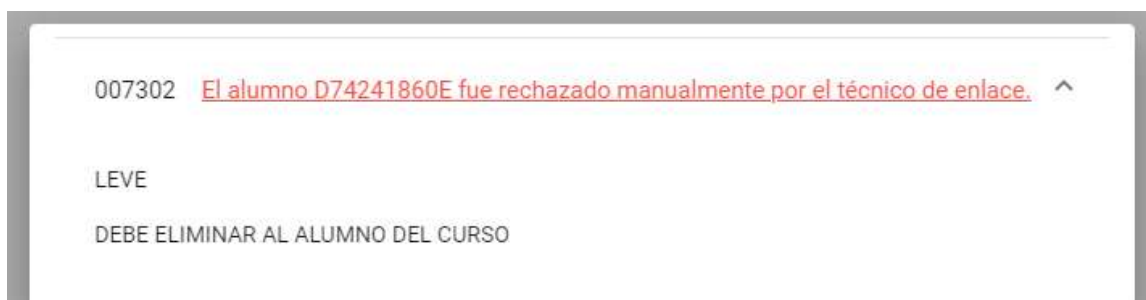 007302 El alumno D74241860E fue rechazado manualmente por el técnico de enlace.
LEVE
DEBE ELIMINAR AL ALUMNO DEL CURSO